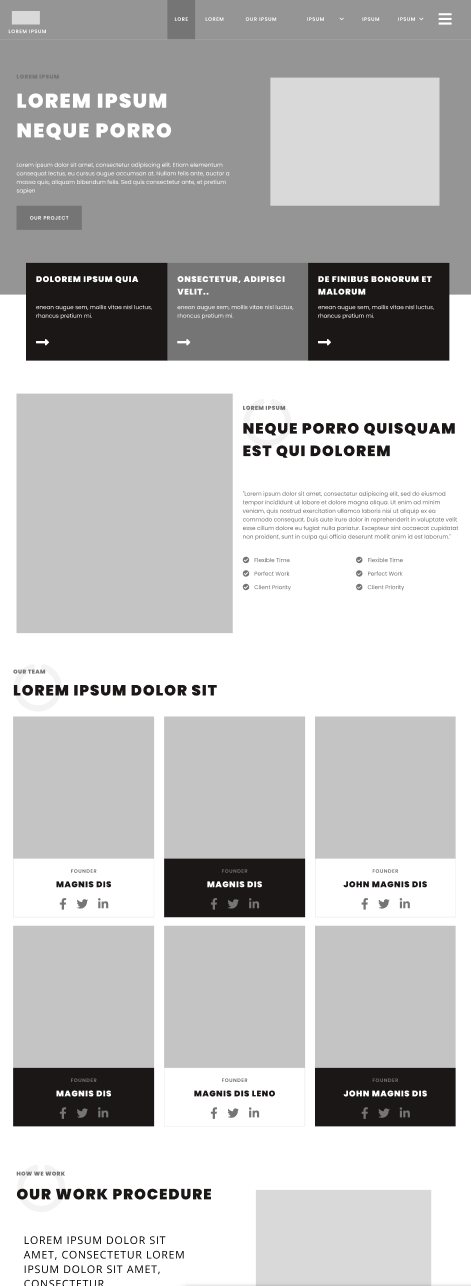 LORE LOREM OUR IPSUM IPSUM IPSUM IPSUM
LOREM IPSUM
LOREM IPSUM
LOREM IPSUM
NEQUE PORRO
Lorem ipsum dolor sit amet, consectetur adipiscing elit. Etiam elementum
consequat lectus, eu cursus augue accumsan at. Nullam felis ante, auctor a
massa quis, aliquam bibendum felis. Sed quis consectetur ante, et pretium
sapien
OUR PROJECT
DOLOREM IPSUM QUIA
enean augue sem, mollis vitae nisl luctus,
rhoncus pretium mi.
ONSECTETUR, ADIPISCI
VELIT..
enean augue sem, mollis vitae nisl luctus,
rhoncus pretium mi.
DE FINIBUS BONORUM ET
MALORUM
enean augue sem, mollis vitae nisl luctus,
rhoncus pretium mi.
LOREM IPSUM
NEQUE PORRO QUISQUAM
EST QUI DOLOREM
"Lorem ipsum dolor sit amet, consectetur adipiscing elit, sed do eiusmod
tempor incididunt ut labore et dolore magna aliqua. Ut enim ad minim
veniam, quis nostrud exercitation ullamco laboris nisi ut aliquip ex ea
commodo consequat. Duis aute irure dolor in reprehenderit in voluptate velit
esse cillum dolore eu fugiat nulla pariatur. Excepteur sint occaecat cupidatat
non proident, sunt in culpa qui officia deserunt mollit anim id est laborum."
Flexible Time
Perfect Work
Client Priority
Flexible Time
Perfect Work
Client Priority
OUR TEAM
LOREM IPSUM DOLOR SIT
FOUNDER
MAGNIS DIS
FOUNDER
MAGNIS DIS
FOUNDER
JOHN MAGNIS DIS
FOUNDER
MAGNIS DIS
FOUNDER
MAGNIS DIS LENO
FOUNDER
JOHN MAGNIS DIS
HOW WE WORK
OUR WORK PROCEDURE
LOREM IPSUM DOLOR SIT
AMET, CONSECTETUR LOREM
IPSUM DOLOR SIT AMET,
CONSECTETUR